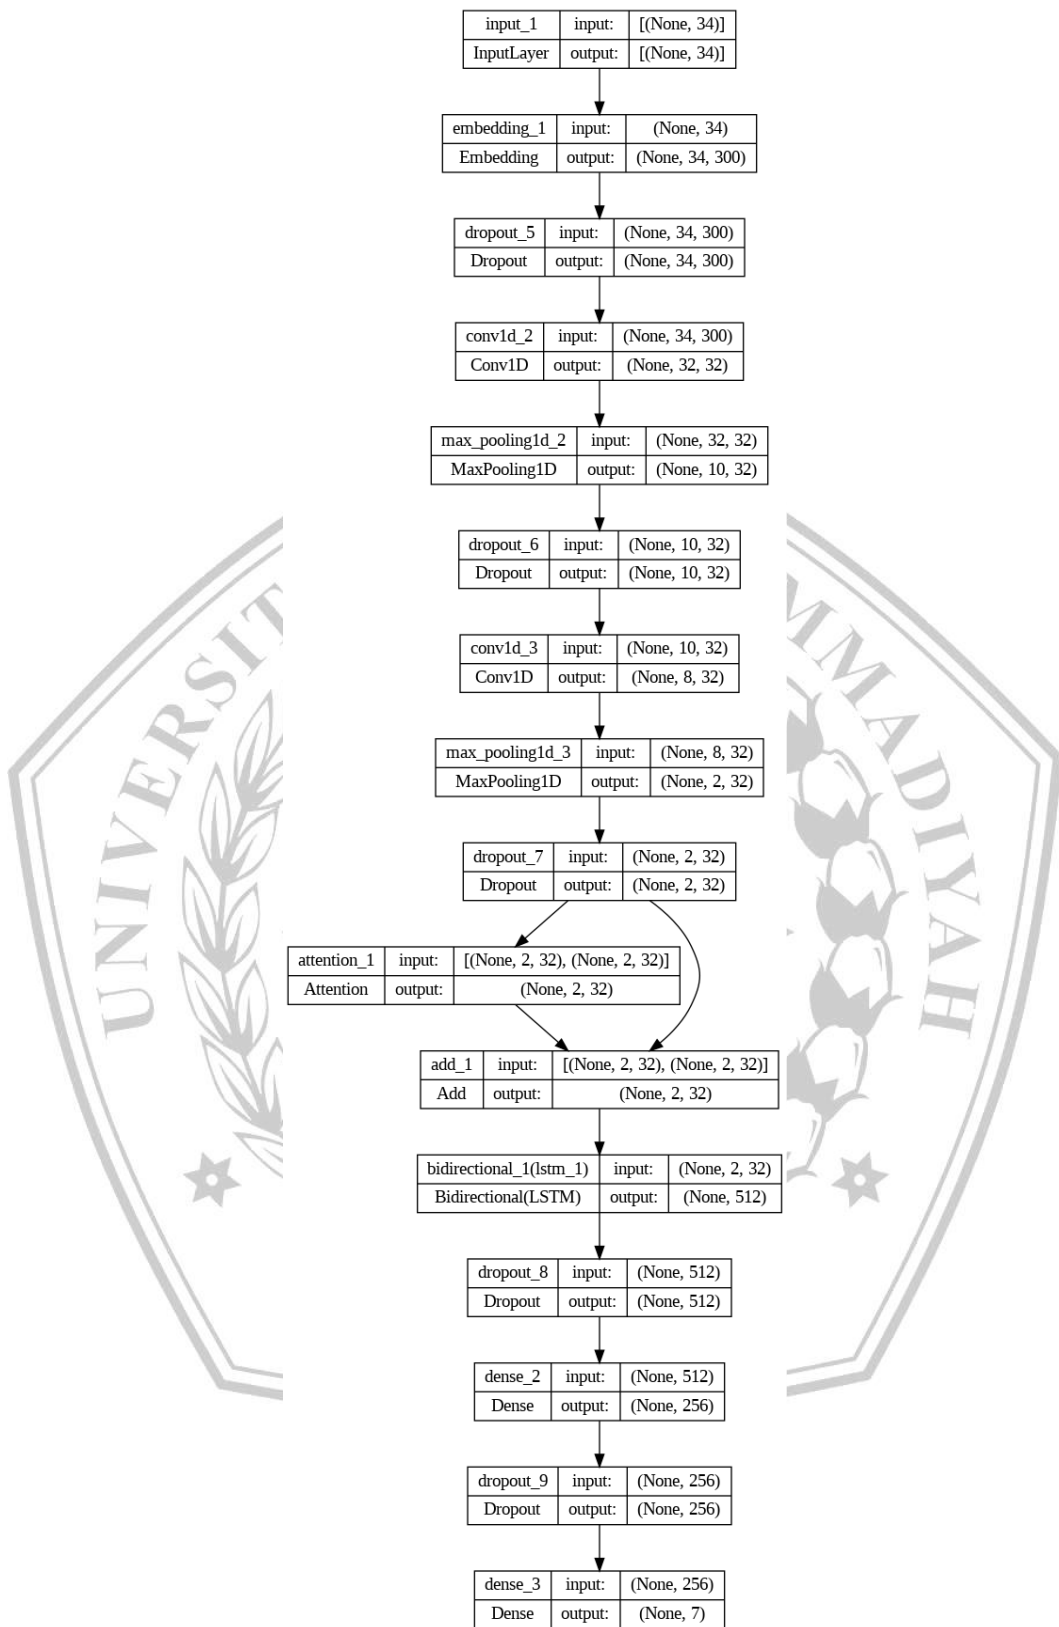 input_1 input: [(None, 34)]
InputLayer output: [(None, 34)]
embedding_1 input: (None, 34)
Embedding output: (None, 34, 300)
dropout_5 input: (None, 34, 300)
Dropout output: (None, 34, 300)
conv1d_2 input: (None, 34, 300)
Conv1D output: (None, 32, 32)
max_pooling1d_2 input: (None, 32, 32)
MaxPooling1D output: (None, 10, 32)
dropout_6 input: (None, 10, 32)
Dropout output: (None, 10, 32)
conv1d_3 input: (None, 10, 32)
Conv1D output: (None, 8, 32)
max_pooling1d_3 input: (None, 8, 32)
MaxPooling1D output: (None, 2, 32)
dropout_7 input: (None, 2, 32)
Dropout output: (None, 2, 32)
attention_1 input: [(None, 2, 32), (None, 2, 32)]
Attention output: (None, 2, 32)
add_1 input: [(None, 2, 32), (None, 2, 32)]
Add output: (None, 2, 32)
bidirectional_1(lstm_1) input: (None, 2, 32)
Bidirectional(LSTM) output: (None, 512)
dropout_8 input: (None, 512)
Dropout output: (None, 512)
dense_2 input: (None, 512)
Dense output: (None, 256)
dropout_9 input: (None, 256)
Dropout output: (None, 256)
dense_3 input: (None, 256)
Dense output: (None, 7)
UNIVERSIT
MMADIYAH